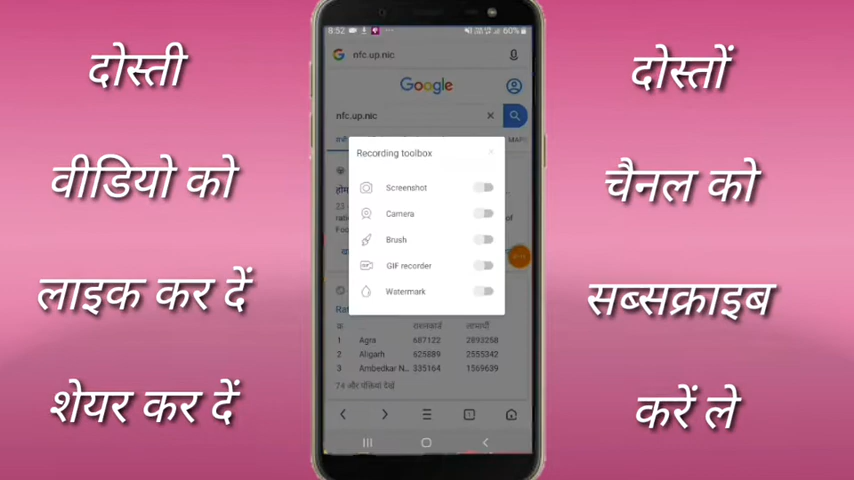 दोस्ती
वीडियो को
लाइक कर दें
शेयर कर दें
8:52
60%
nfc.up.nic
Google
nfc.up.nic
Recording toolbox
Screenshot
Camera
Brush
GIF recorder
Watermark
1 Agra 687122 2893258
2 Aligarh 625889 2555342
3 Ambedkar N... 335164 1569639
74 और पंक्तियां देखें
दोस्तों
चैनल को
सब्सक्राइब
करें ले